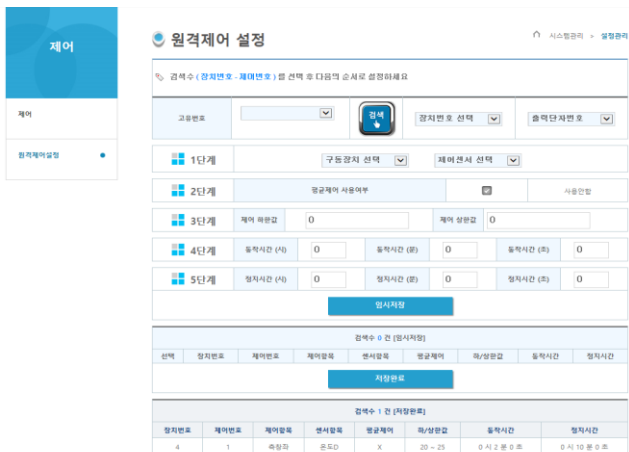 제어
원격제어 설정
시스템관리 > 설정관리
검색수 ( 장치번호 - 제어번호 ) 를 선택 후 다음의 순서로 설정하세요
제어
원격제어설정
고유번호 검색 장치번호 선택 출력단자번호
1단계 구동장치 선택 제어센서 선택
2단계 평균제어 사용여부 사용안함
3단계 제어 하한값 0 제어 상한값 0
4단계 동작시간 (시) 0 동작시간 (분) 0 동작시간 (초) 0
5단계 정지시간 (시) 0 정지시간 (분) 0 정지시간 (초) 0
임시저장
검색수 0 건 [임시저장]
선택 장치번호 제어번호 제어항목 센서항목 평균제어 하/상한값 동작시간 정지시간
저장완료
검색수 1 건 [저장완료]
장치번호 제어번호 제어항목 센서항목 평균제어 하/상한값 동작시간 정지시간
4 1 측창좌 온도D X 20 ~ 25 0 시 2 분 0 초 0 시 10 분 0 초